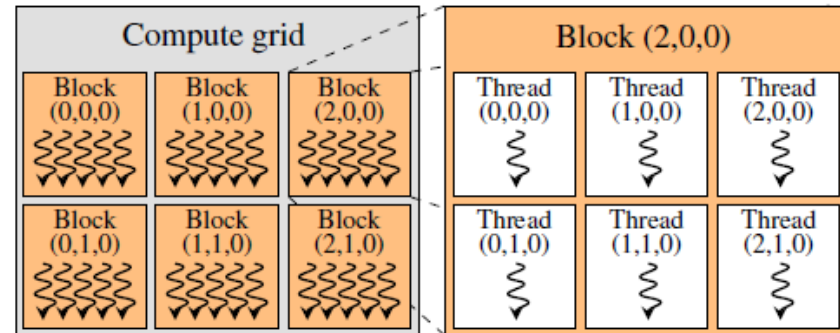 Compute grid
Block
(0,0,0)
Block
(1,0,0)
Block
(2,0,0)
Block
(0,1,0)
Block
(1,1,0)
Block
(2,1,0)
Block (2,0,0)
Thread
(0,0,0)
Thread
(1,0,0)
Thread
(2,0,0)
Thread
(0,1,0)
Thread
(1,1,0)
Thread
(2,1,0)